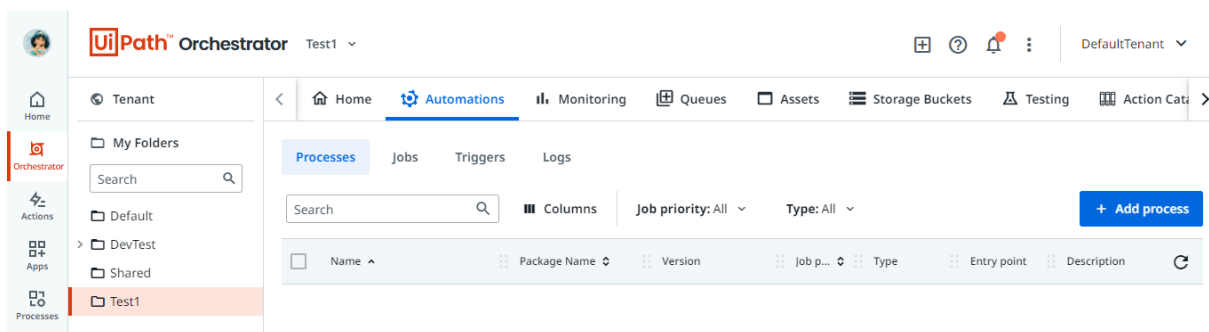 UiPath™ Orchestrator Test1 DefaultTenant
Home
Orchestrator
Actions
Apps
Processes
Tenant
My Folders
Search
Default
DevTest
Shared
Test1
Home Automations Monitoring Queues Assets Storage Buckets Testing Action Cata
Processes Jobs Triggers Logs
Search Columns Job priority: All Type: All + Add process
Name Package Name Version Job p... Type Entry point Description